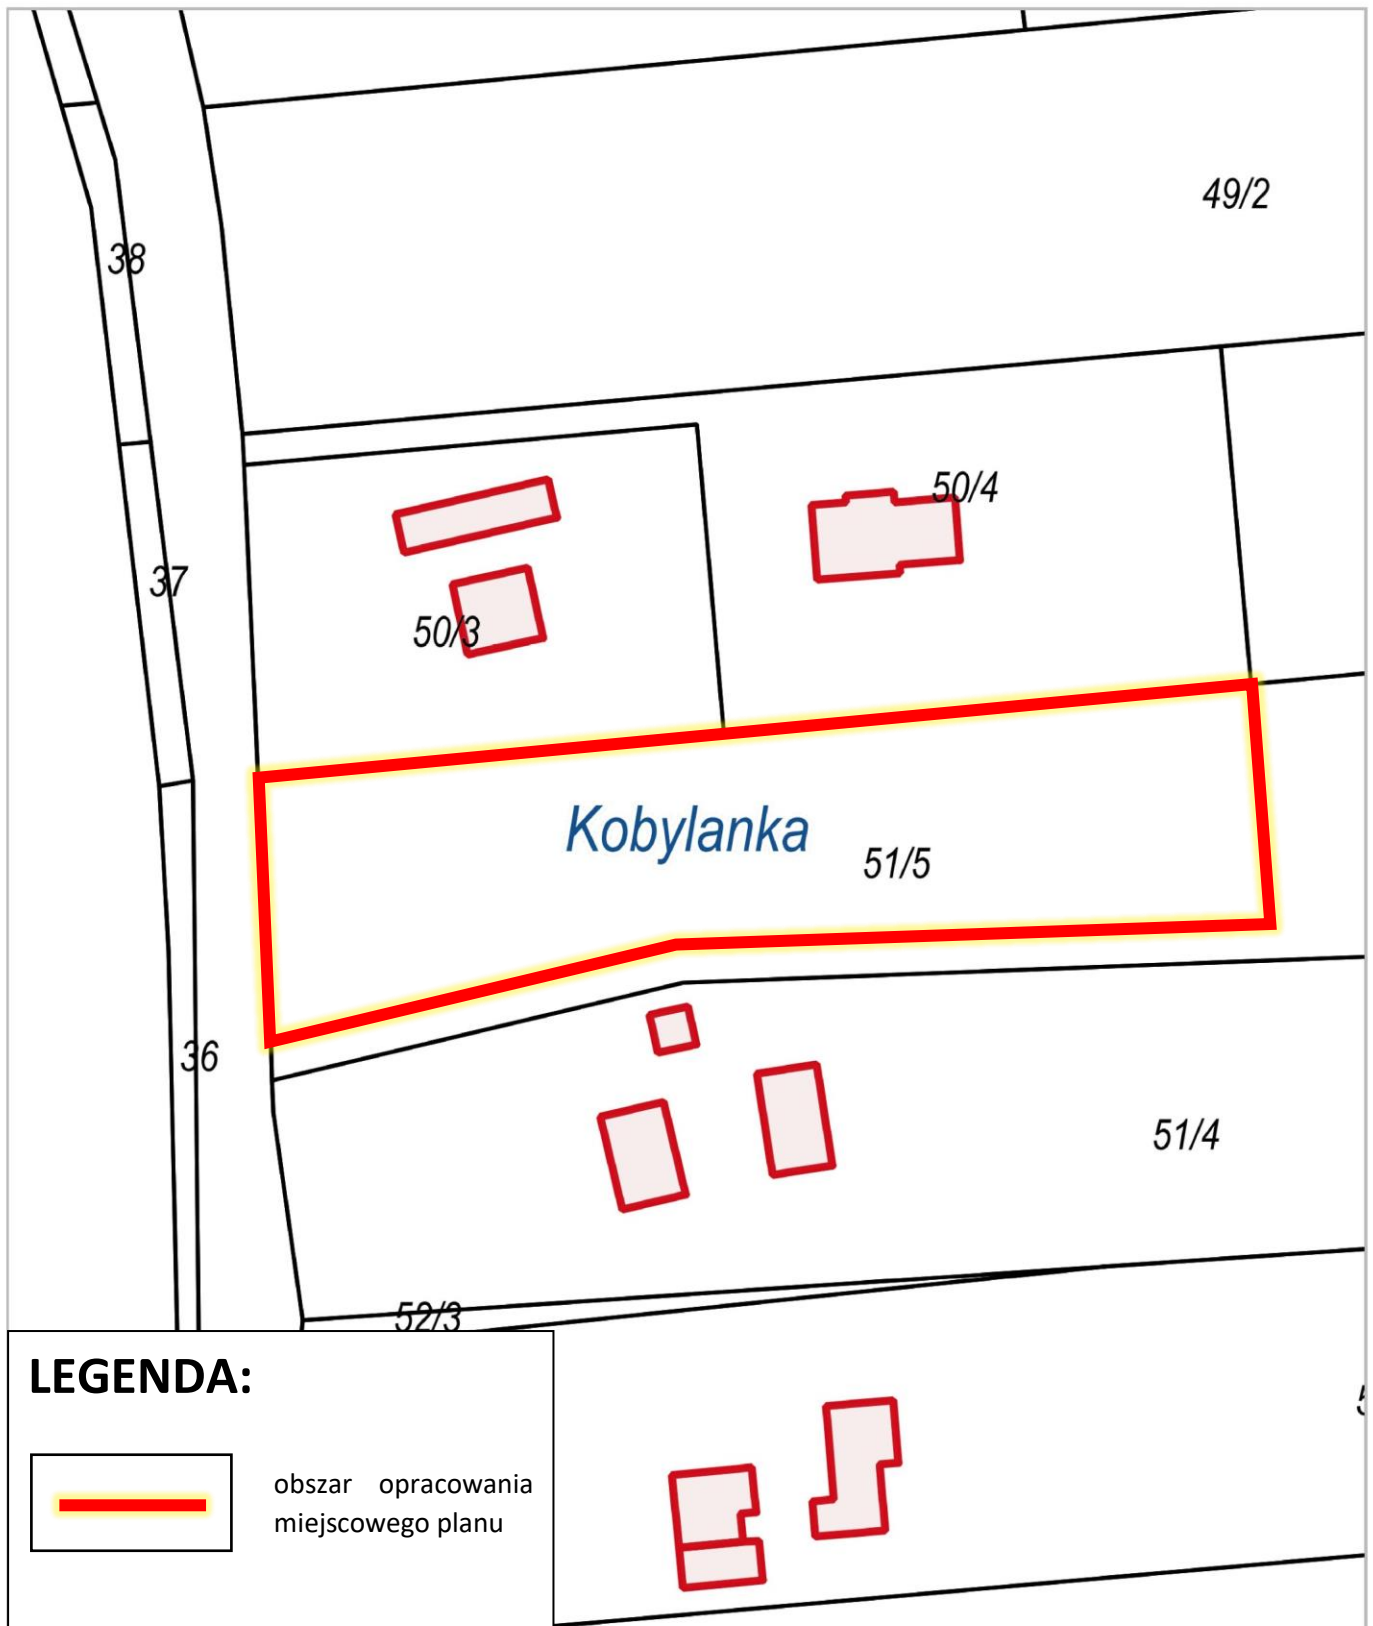 49/2
38
50/4
37
50/3
Kobylanka
51/5
36
51/4
52/3
LEGENDA:
obszar opracowania
miejscowego planu